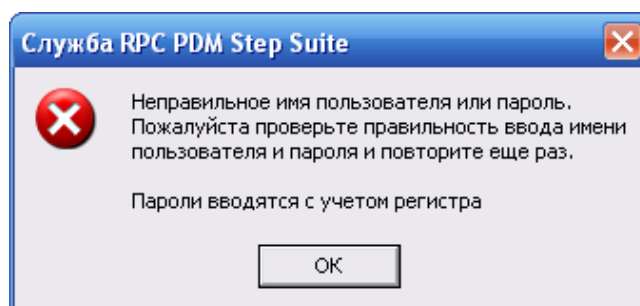 Служба RPC PDM Step Suite
Неправильное имя пользователя или пароль.
Пожалуйста проверьте правильность ввода имени
пользователя и пароля и повторите еще раз.
Пароли вводятся с учетом регистра
OK